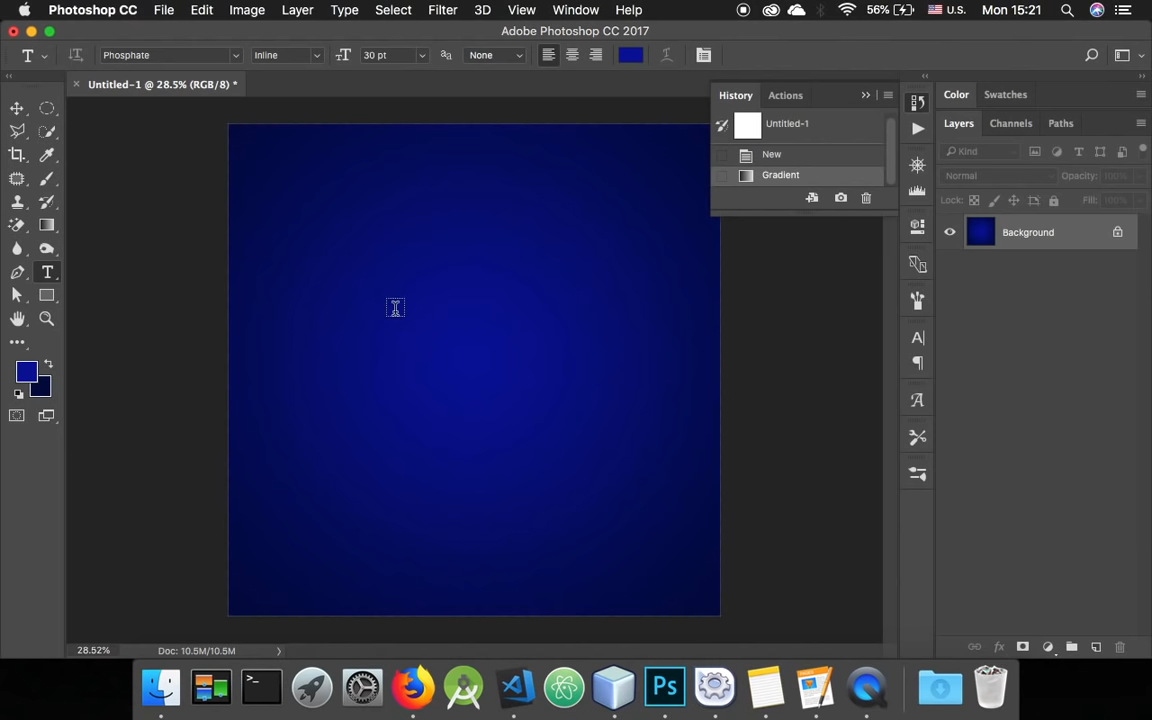 Photoshop CC File Edit Image Layer Type Select Filter 3D View Window Help 56% U.S. Mon 15:21
Adobe Photoshop CC 2017
T Phosphate Inline 30 pt None
Untitled-1 @ 28.5% (RGB/8) *
History Actions
Untitled-1
New
Gradient
Color Swatches
Layers Channels Paths
Kind
Normal Opacity: 100%
Lock: Fill: 100%
Background
28.52% Doc: 10.5M/10.5M
Ps